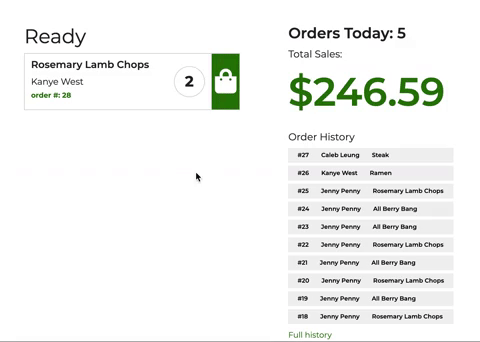 Ready
Rosemary Lamb Chops
Kanye West
order #: 28
2
Orders Today: 5
Total Sales:
$246.59
Order History
#27 Caleb Leung Steak
#26 Kanye West Ramen
#25 Jenny Penny Rosemary Lamb Chops
#24 Jenny Penny All Berry Bang
#23 Jenny Penny All Berry Bang
#22 Jenny Penny Rosemary Lamb Chops
#21 Jenny Penny All Berry Bang
#20 Jenny Penny Rosemary Lamb Chops
#19 Jenny Penny All Berry Bang
#18 Jenny Penny Rosemary Lamb Chops
Full history